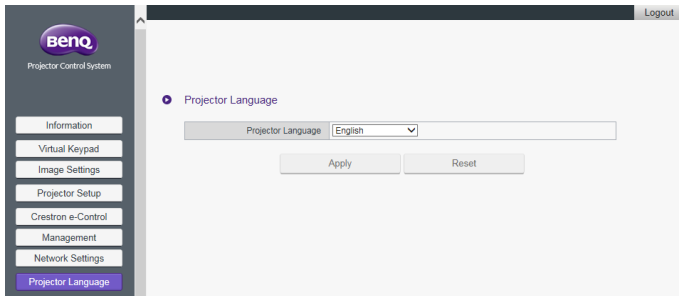 Logout
BenQ
Projector Control System
Information
Virtual Keypad
Image Settings
Projector Setup
Crestron e-Control
Management
Network Settings
Projector Language
Projector Language
Projector Language English
Apply Reset